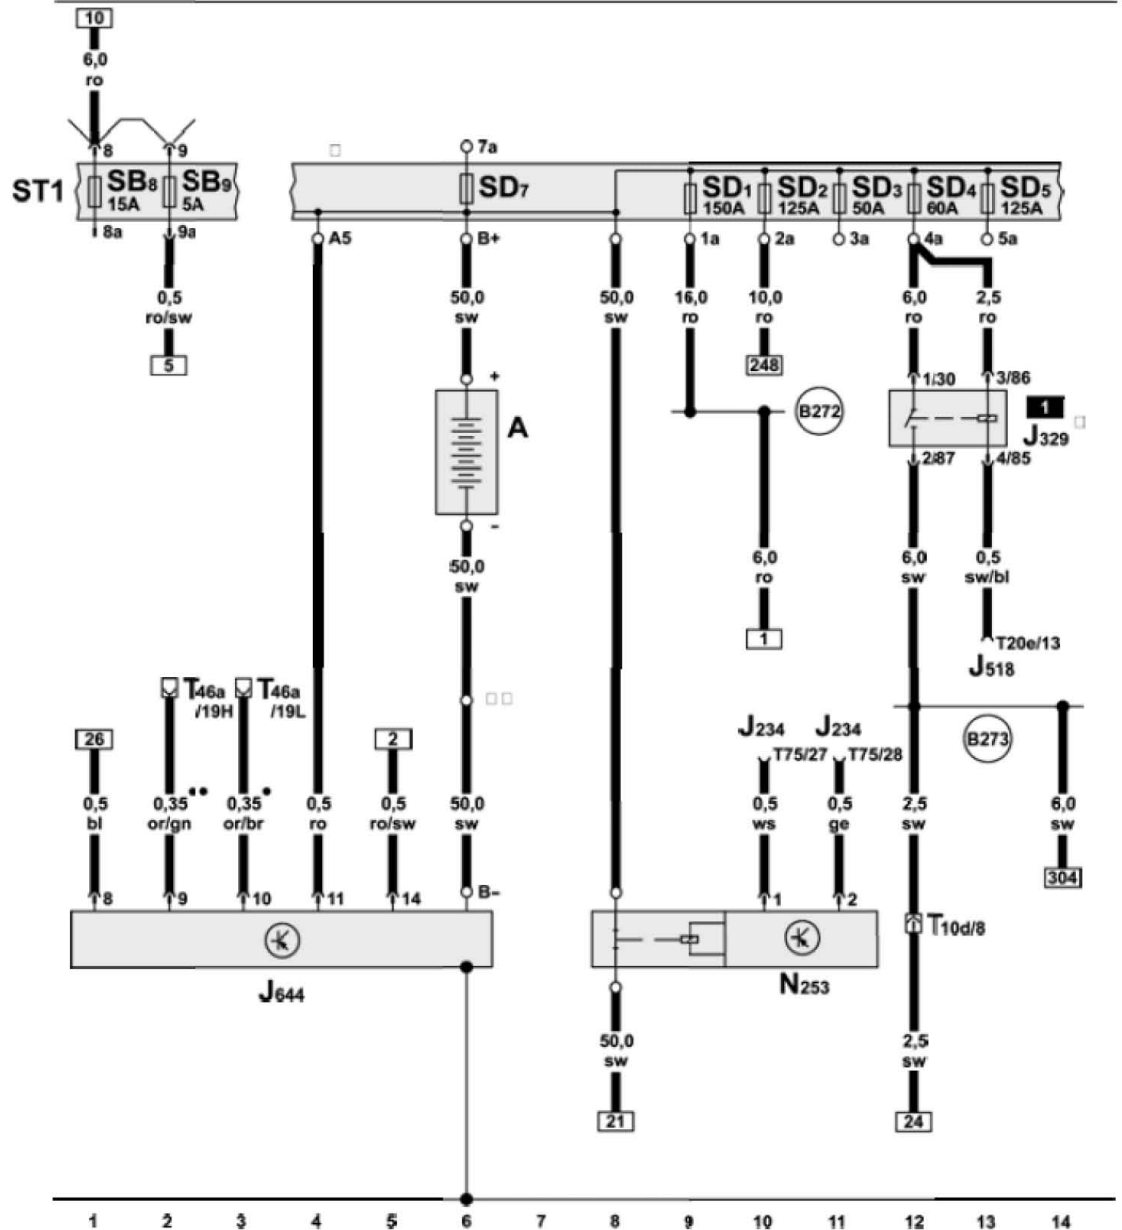 10
6,0
ro
8 9
7a
ST1
SB8 15A
SB9 5A
SD7
SD1 150A
SD2 125A
SD3 50A
SD4 60A
SD5 125A
8a 9a
A5 B+ 1a 2a 3a 4a 5a
0,5 50,0 50,0 16,0 10,0 6,0 2,5
ro/sw sw sw ro ro ro ro
5
248
+ 1/30 3/86
A
B272
1
J329
2/87 4/85
-
50,0 6,0 6,0 0,5
sw ro sw sw/bl
1
T20e/13
J518
T46a /19H
T46a /19L
26
2
J234 J234
T75/27 T75/28
B273
0,5 0,35 •• 0,35 • 0,5 0,5 50,0 0,5 0,5 2,5 6,0
bl or/gn or/br ro ro/sw sw ws ge sw sw
304
8 9 10 11 14 B– 1 2
T10d/8
J644
N253
50,0 2,5
sw sw
21
24
1 2 3 4 5 6 7 8 9 10 11 12 13 14